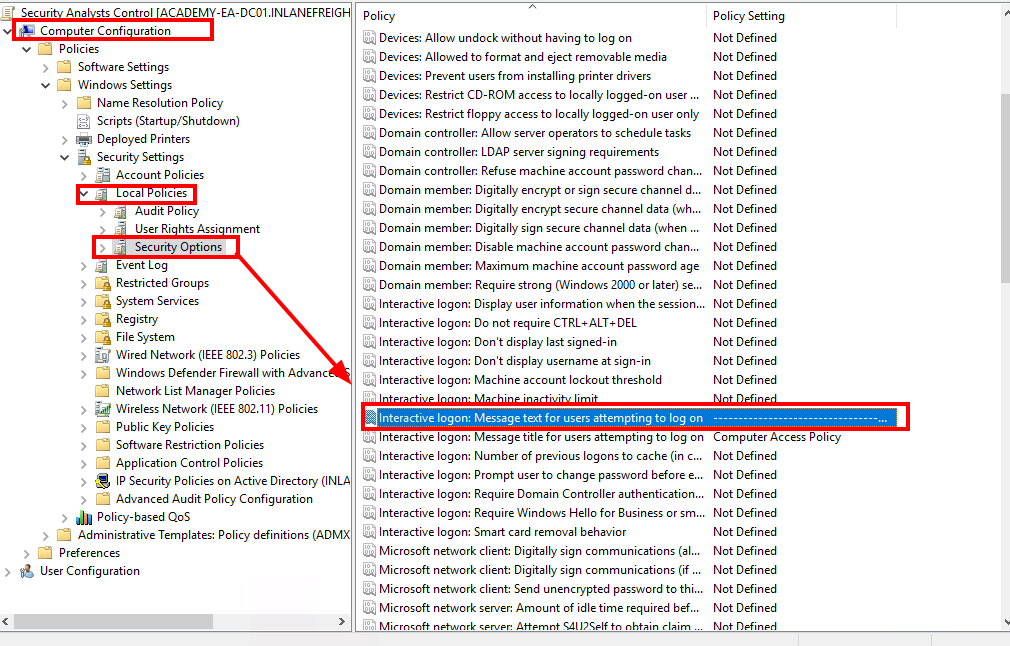 Security Analysts Control [ACADEMY-EA-DC01.INLANEFREIGH
Computer Configuration
Policies
Software Settings
Windows Settings
Name Resolution Policy
Scripts (Startup/Shutdown)
Deployed Printers
Security Settings
Account Policies
Local Policies
Audit Policy
User Rights Assignment
Security Options
Event Log
Restricted Groups
System Services
Registry
File System
Wired Network (IEEE 802.3) Policies
Windows Defender Firewall with Advance
Network List Manager Policies
Wireless Network (IEEE 802.11) Policies
Public Key Policies
Software Restriction Policies
Application Control Policies
IP Security Policies on Active Directory (INLA
Advanced Audit Policy Configuration
Policy-based QoS
Administrative Templates: Policy definitions (ADMX
Preferences
User Configuration
Policy Policy Setting
Devices: Allow undock without having to log on Not Defined
Devices: Allowed to format and eject removable media Not Defined
Devices: Prevent users from installing printer drivers Not Defined
Devices: Restrict CD-ROM access to locally logged-on user ... Not Defined
Devices: Restrict floppy access to locally logged-on user only Not Defined
Domain controller: Allow server operators to schedule tasks Not Defined
Domain controller: LDAP server signing requirements Not Defined
Domain controller: Refuse machine account password chan... Not Defined
Domain member: Digitally encrypt or sign secure channel d... Not Defined
Domain member: Digitally encrypt secure channel data (wh... Not Defined
Domain member: Digitally sign secure channel data (when ... Not Defined
Domain member: Disable machine account password chan... Not Defined
Domain member: Maximum machine account password age Not Defined
Domain member: Require strong (Windows 2000 or later) se... Not Defined
Interactive logon: Display user information when the session... Not Defined
Interactive logon: Do not require CTRL+ALT+DEL Not Defined
Interactive logon: Don't display last signed-in Not Defined
Interactive logon: Don't display username at sign-in Not Defined
Interactive logon: Machine account lockout threshold Not Defined
Interactive logon: Machine inactivity limit Not Defined
Interactive logon: Message text for users attempting to log on ---------------------------------...
Interactive logon: Message title for users attempting to log on Computer Access Policy
Interactive logon: Number of previous logons to cache (in c... Not Defined
Interactive logon: Prompt user to change password before e... Not Defined
Interactive logon: Require Domain Controller authentication... Not Defined
Interactive logon: Require Windows Hello for Business or sm... Not Defined
Interactive logon: Smart card removal behavior Not Defined
Microsoft network client: Digitally sign communications (al... Not Defined
Microsoft network client: Digitally sign communications (if ... Not Defined
Microsoft network client: Send unencrypted password to thi... Not Defined
Microsoft network server: Amount of idle time required bef... Not Defined
Microsoft network server: Attempt S4U2Self to obtain claim ... Not Defined